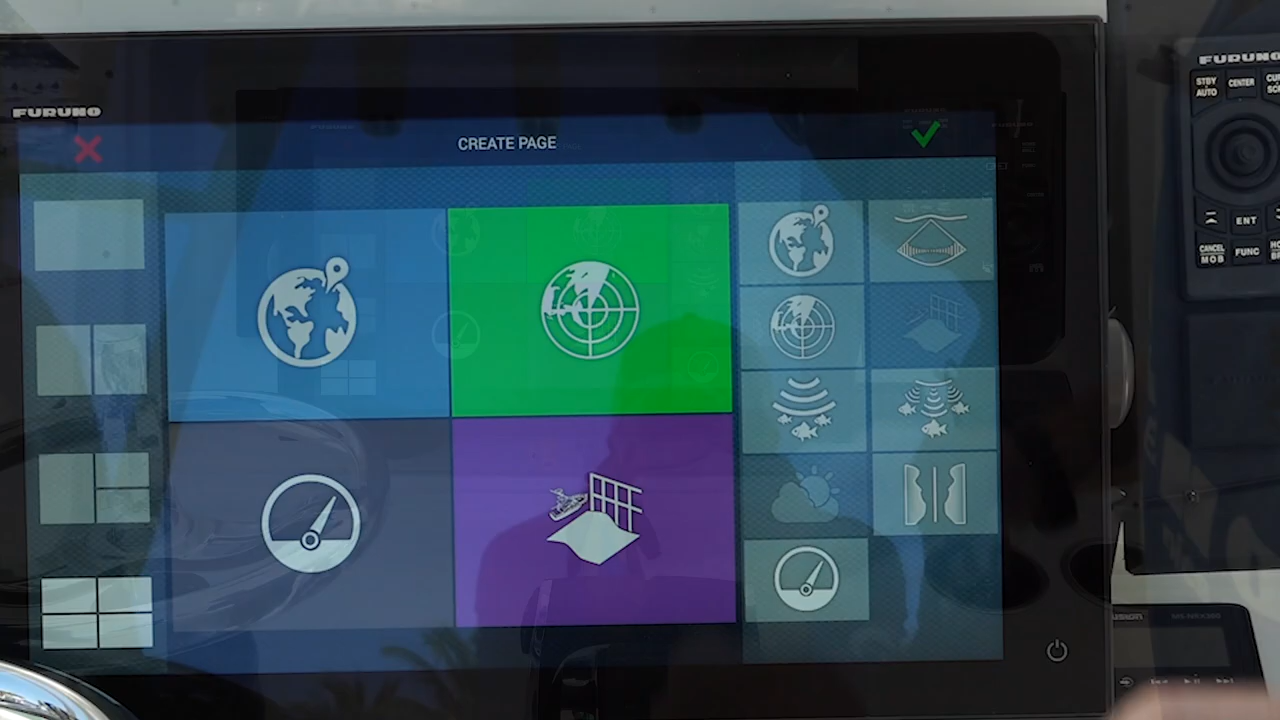 FURUNO
CREATE PAGE
FURUNO
STBY
AUTO
CENTER
ENT
CANCEL
MOB
FUNC